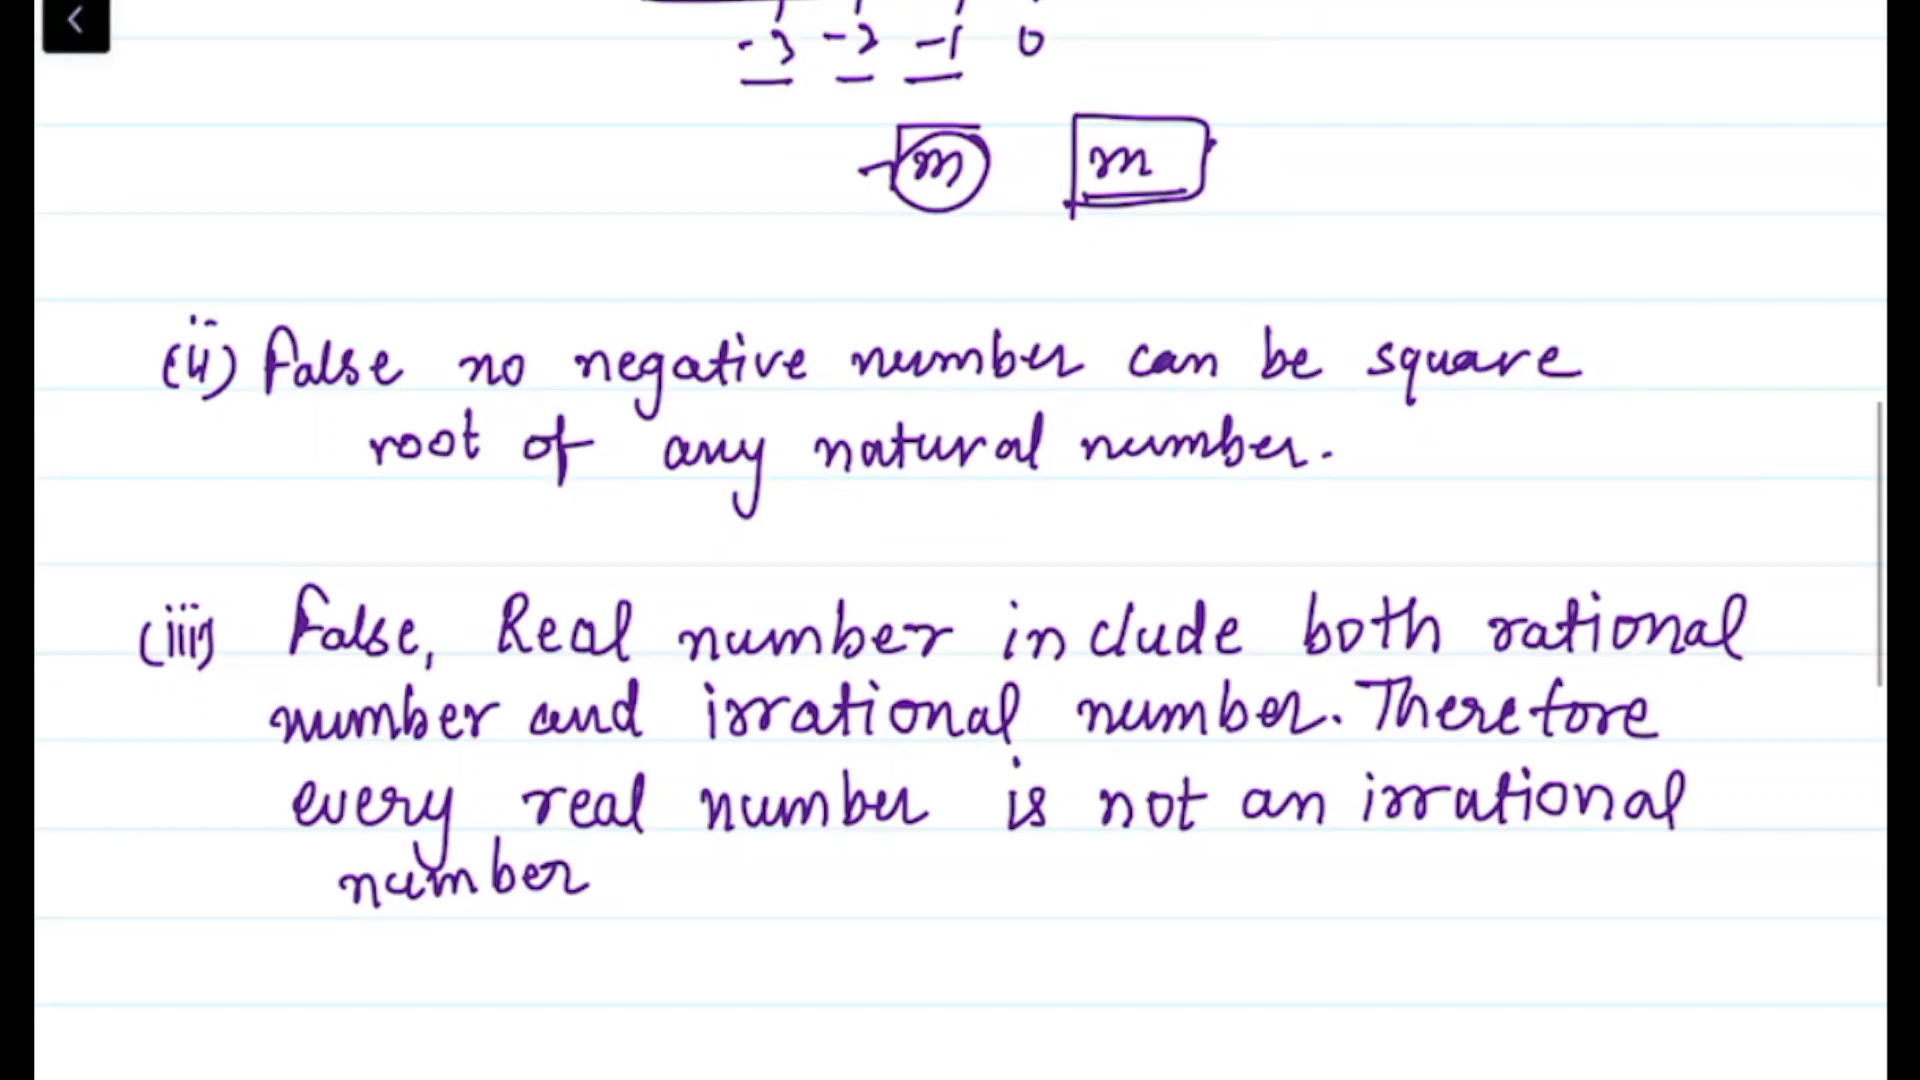 -3 -2 -1 0
m m
(ii) False no negative number can be square
root of any natural number.
(iii) False, Real number include both rational
number and irrational number. Therefore
every real number is not an irrational
number